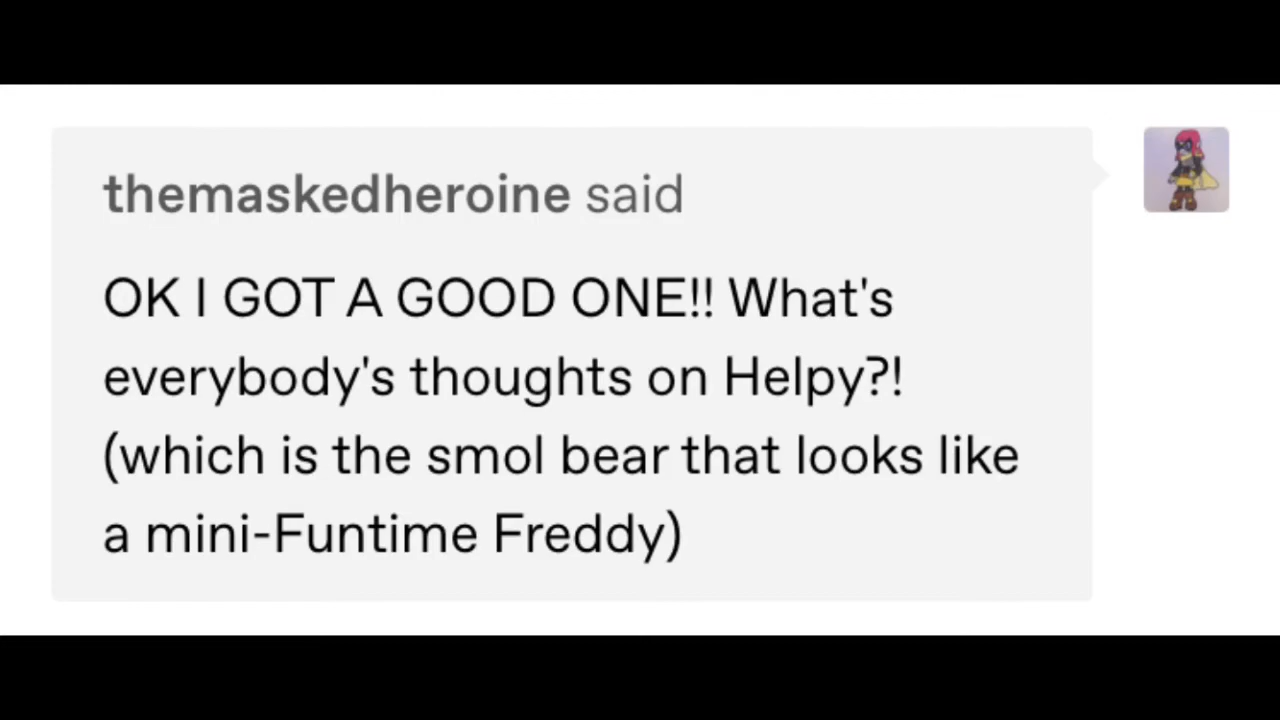 themaskedheroine said
OK I GOT A GOOD ONE!! What's
everybody's thoughts on Helpy?!
(which is the smol bear that looks like
a mini-Funtime Freddy)